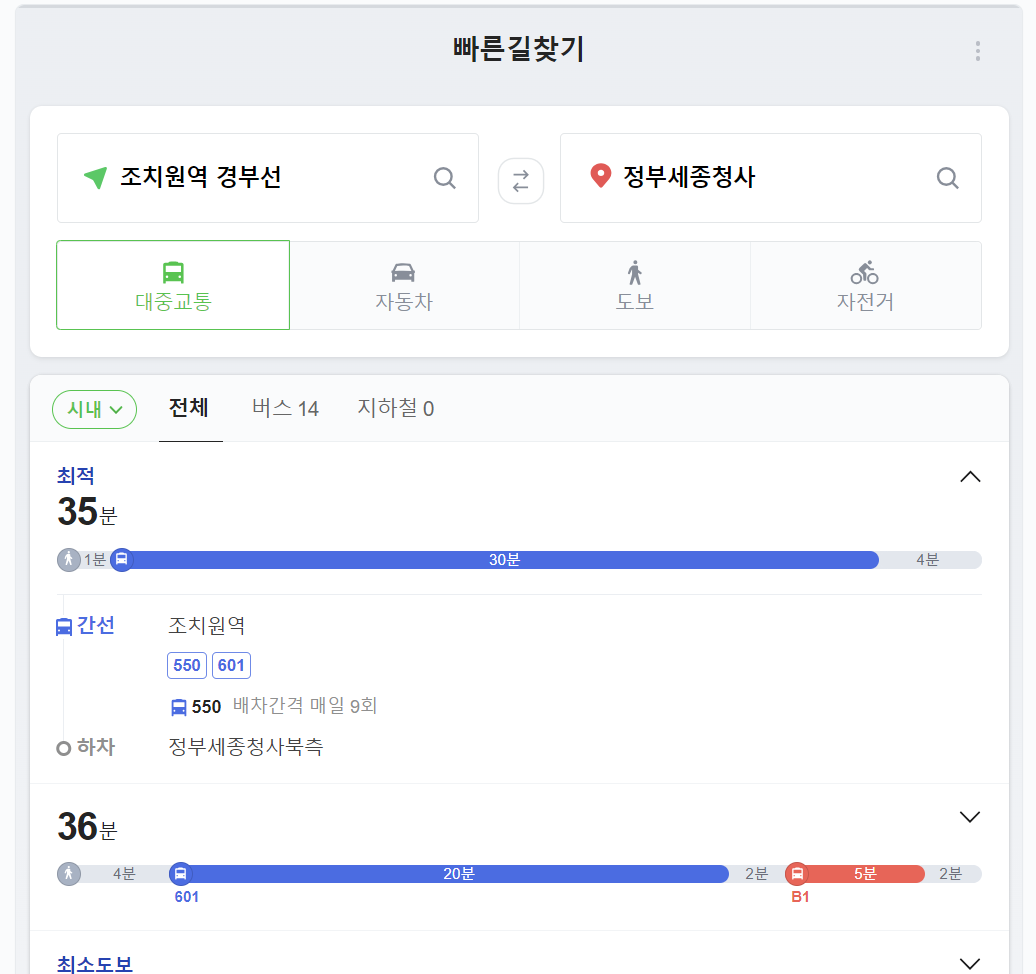 빠른길찾기
조치원역 경부선
정부세종청사
대중교통 자동차 도보 자전거
시내 전체 버스 14 지하철 0
최적
35분
1분 30분 4분
간선 조치원역
550 601
550 배차간격 매일 9회
하차 정부세종청사북측
36분
4분 20분 2분 5분 2분
601 B1
최소도보